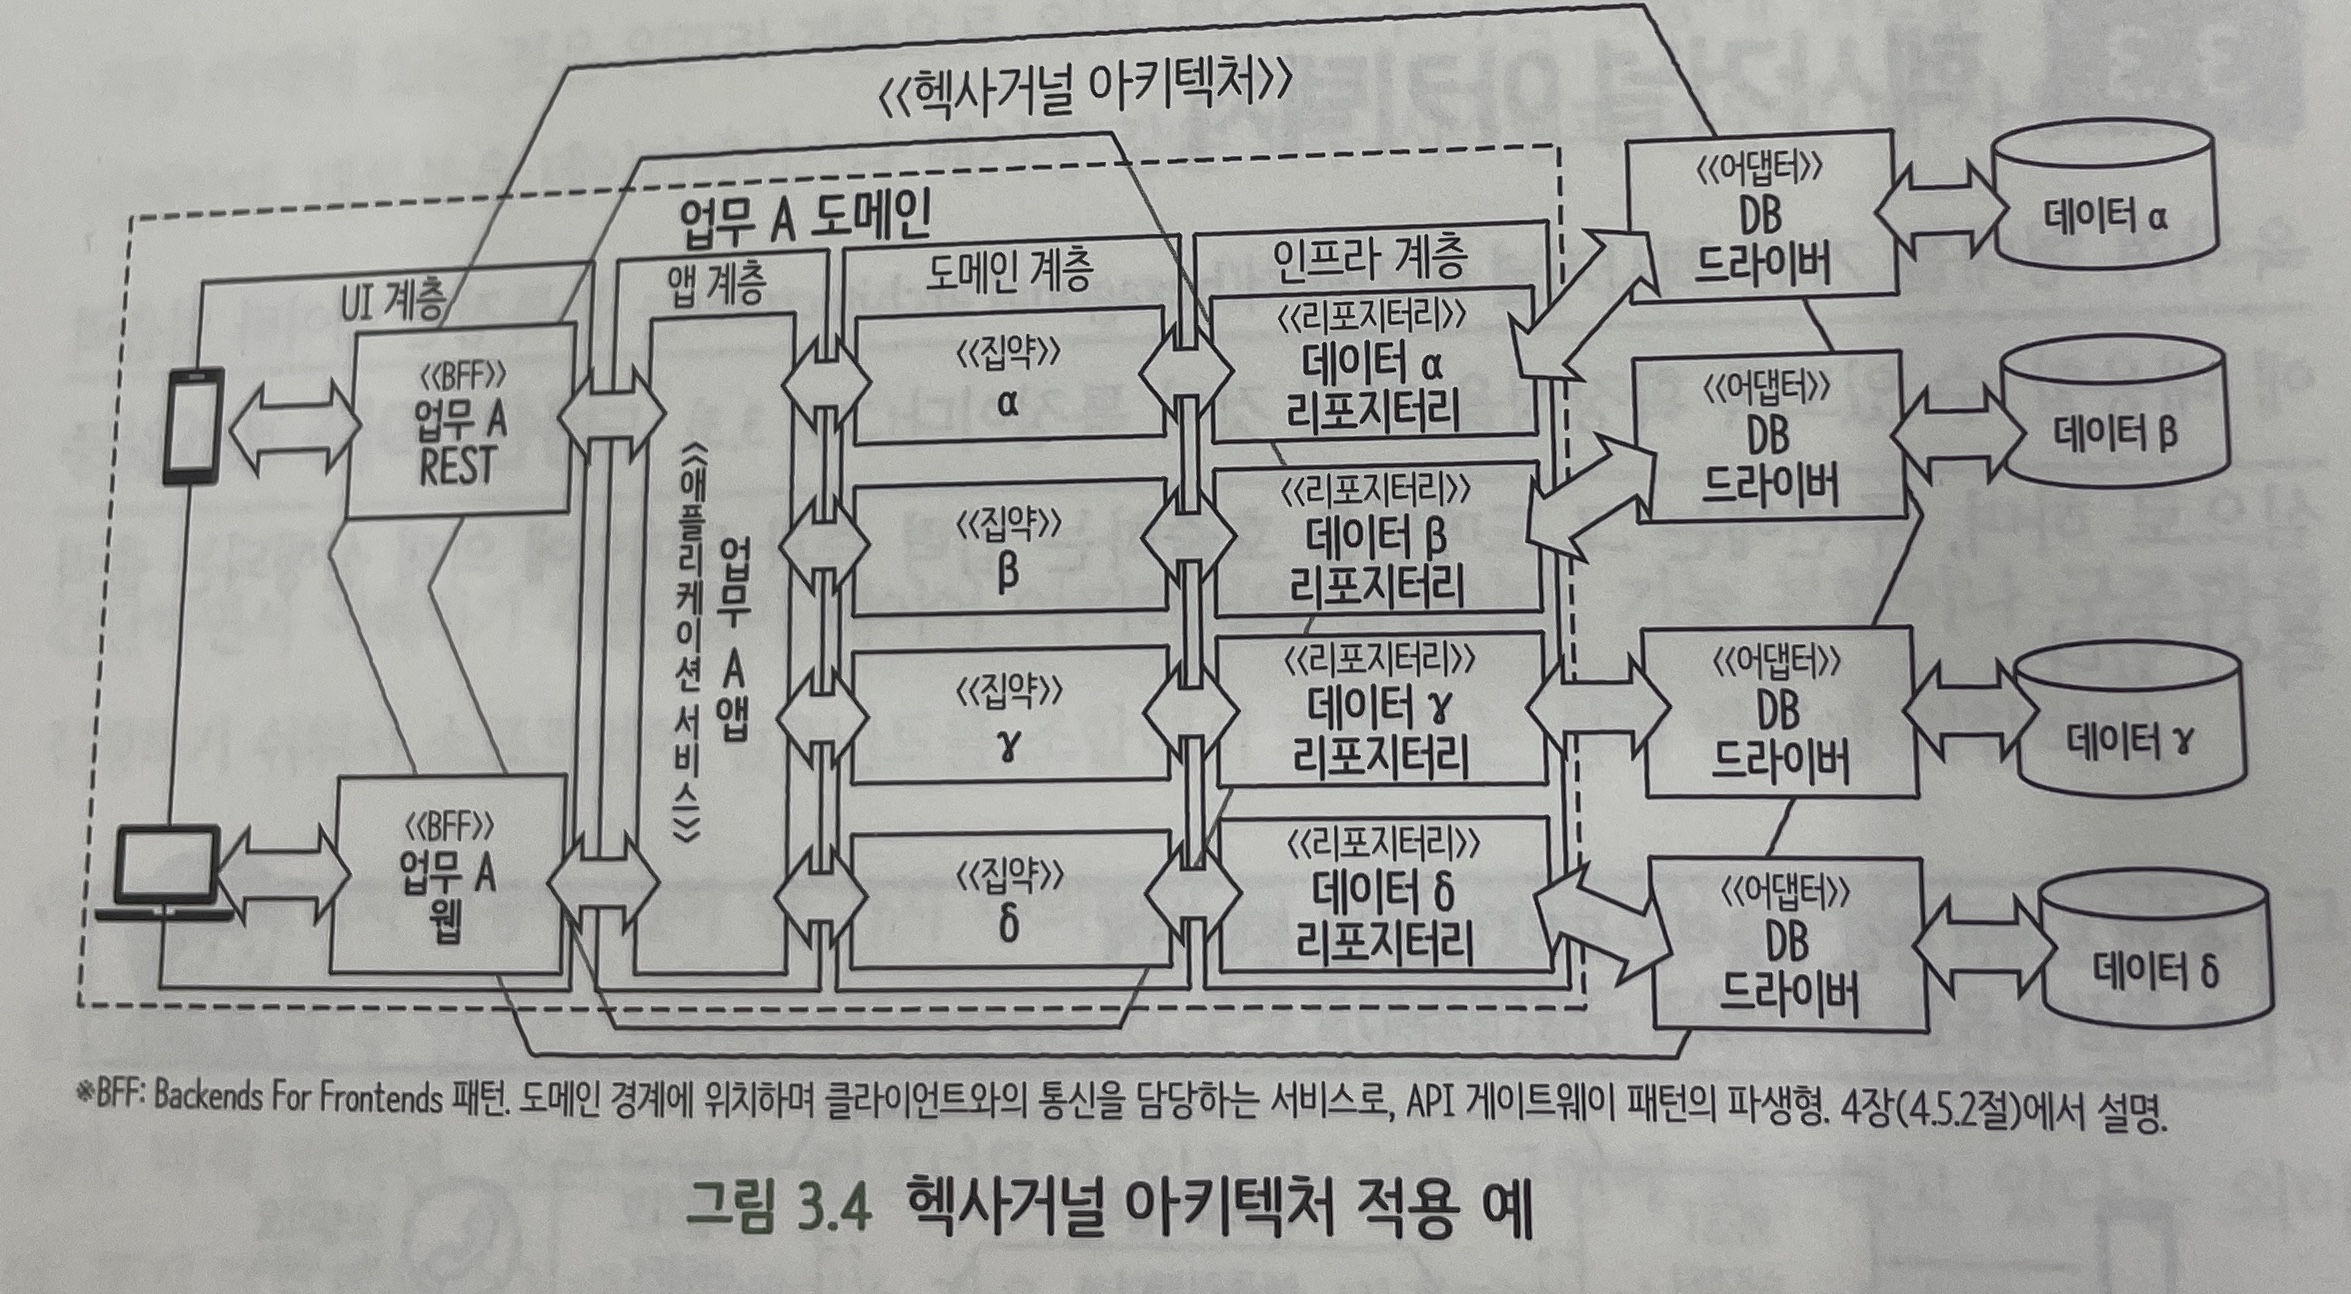 <<헥사거널 아키텍처>>
업무 A 도메인
UI 계층
앱 계층
도메인 계층
인프라 계층
<<BFF>>
업무 A
REST
<<BFF>>
업무 A
웹
<<애플리케이션 서비스>>
업무 A 앱
<<집약>>
α
<<집약>>
β
<<집약>>
γ
<<집약>>
δ
<<리포지터리>>
데이터 α
리포지터리
<<리포지터리>>
데이터 β
리포지터리
<<리포지터리>>
데이터 γ
리포지터리
<<리포지터리>>
데이터 δ
리포지터리
<<어댑터>>
DB
드라이버
<<어댑터>>
DB
드라이버
<<어댑터>>
DB
드라이버
<<어댑터>>
DB
드라이버
데이터 α
데이터 β
데이터 γ
데이터 δ
※BFF: Backends For Frontends 패턴. 도메인 경계에 위치하며 클라이언트와의 통신을 담당하는 서비스로, API 게이트웨이 패턴의 파생형. 4장(4.5.2절)에서 설명.
그림 3.4 헥사거널 아키텍처 적용 예